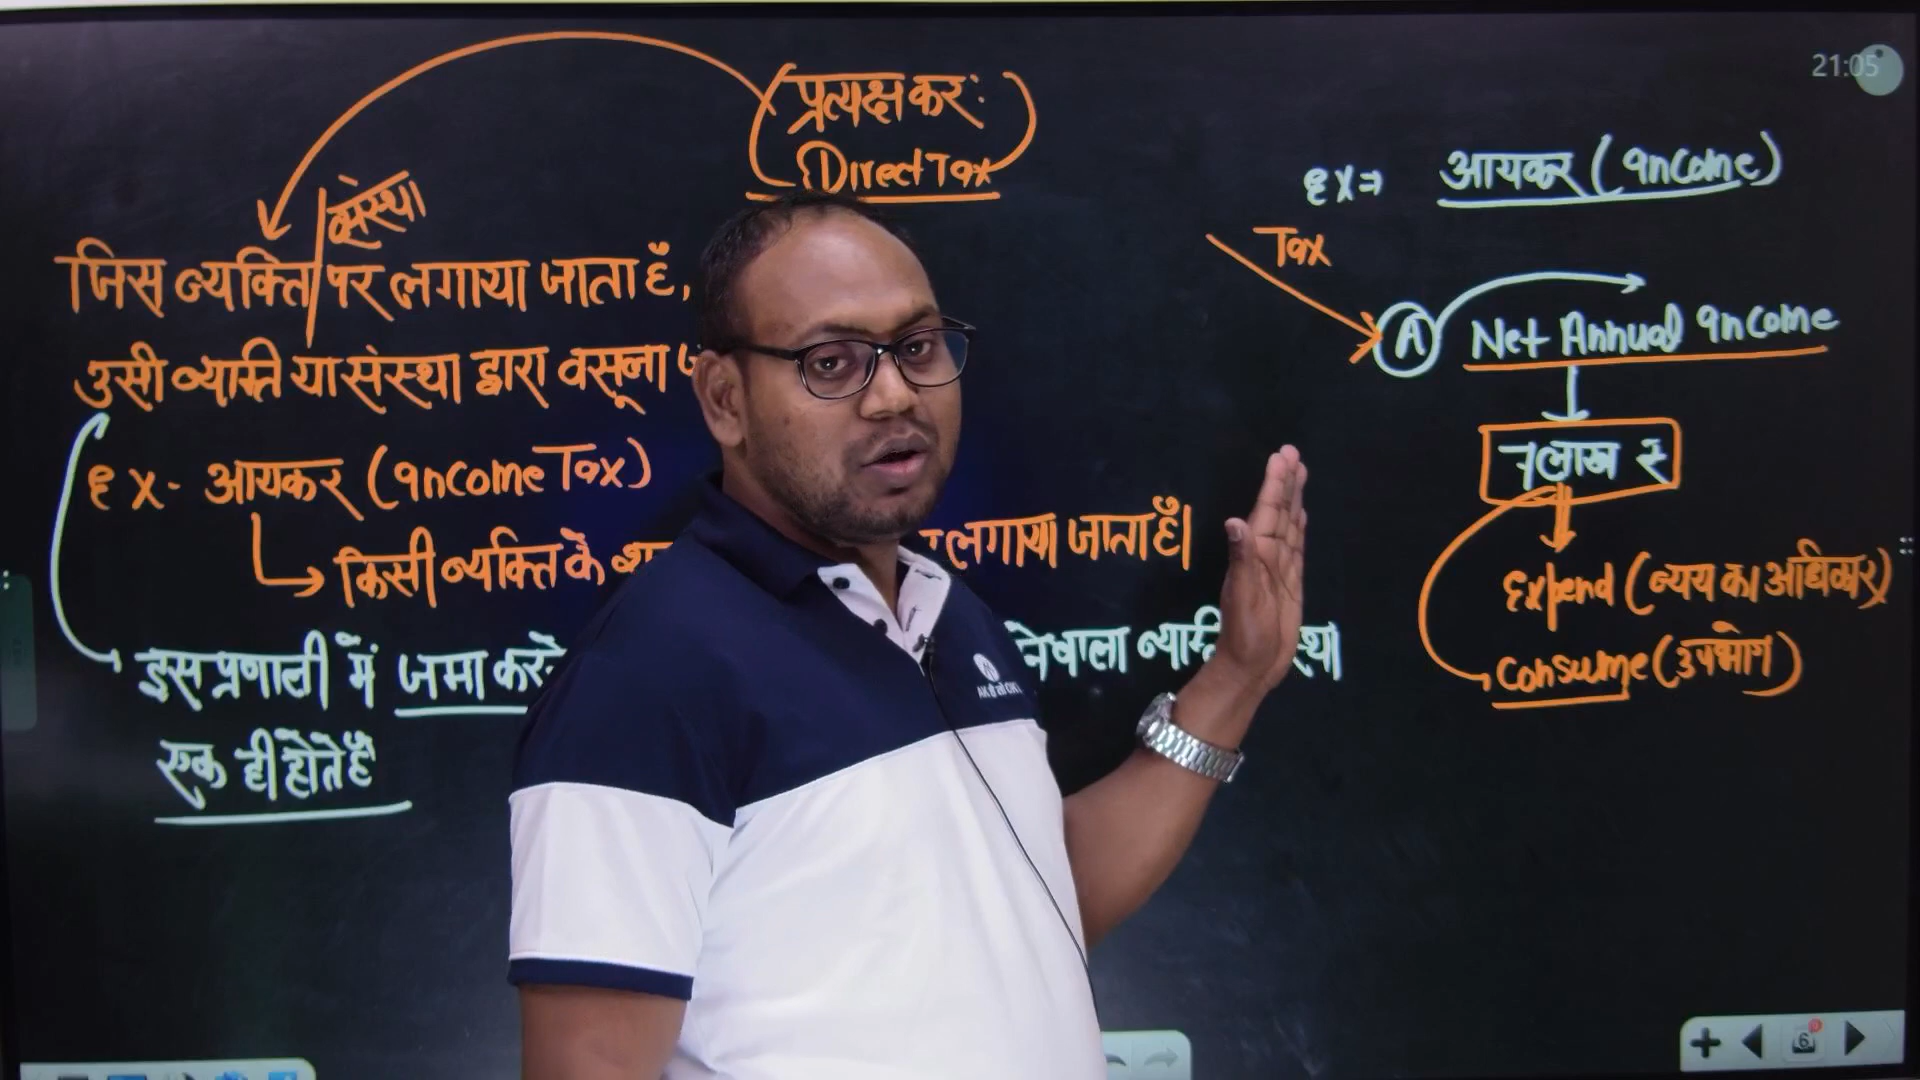 प्रत्यक्ष कर:
Direct Tax
संस्था
जिस व्यक्ति पर लगाया जाता है,
उसी व्यक्ति या संस्था द्वारा वसूला
Ex- आयकर (Income Tax)
किसी व्यक्ति के
लगाया जाता है।
इस प्रणाली में जमा करने
वाला व्यक्ति
एक ही होते हैं
21:05
Ex⇒ आयकर (Income)
Tax
A Net Annual Income
7 लाख ₹
Expend (व्यय का अधिकार)
Consume (उपभोग)
6